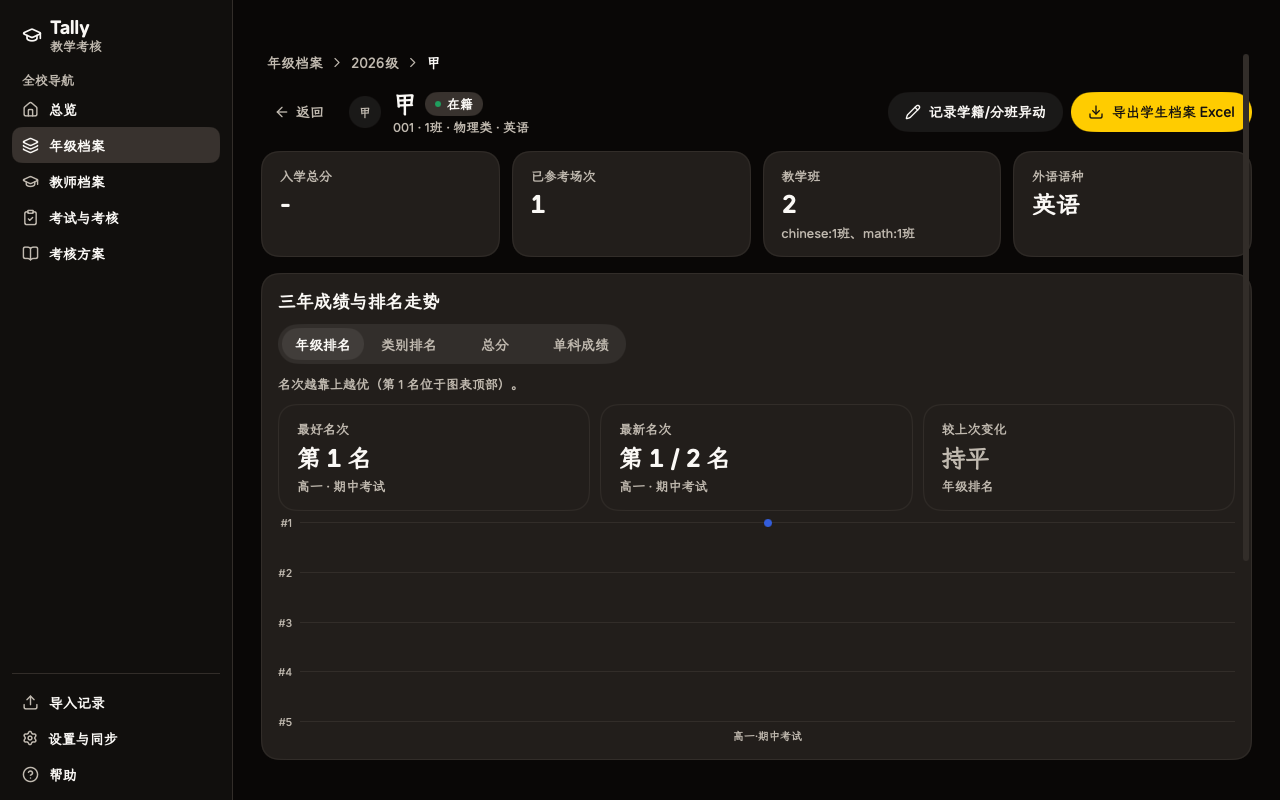 Tally
教学考核
全校导航
总览
年级档案
教师档案
考试与考核
考核方案
导入记录
设置与同步
帮助
年级档案 > 2026级 > 甲
返回
甲
甲
在籍
001 · 1班 · 物理类 · 英语
记录学籍/分班异动
导出学生档案 Excel
入学总分
-
已参考场次
1
教学班
2
chinese:1班、math:1班
外语语种
英语
三年成绩与排名走势
年级排名
类别排名
总分
单科成绩
名次越靠上越优（第 1 名位于图表顶部）。
最好名次
第 1 名
高一 · 期中考试
最新名次
第 1 / 2 名
高一 · 期中考试
较上次变化
持平
年级排名
#1
#2
#3
#4
#5
高一·期中考试